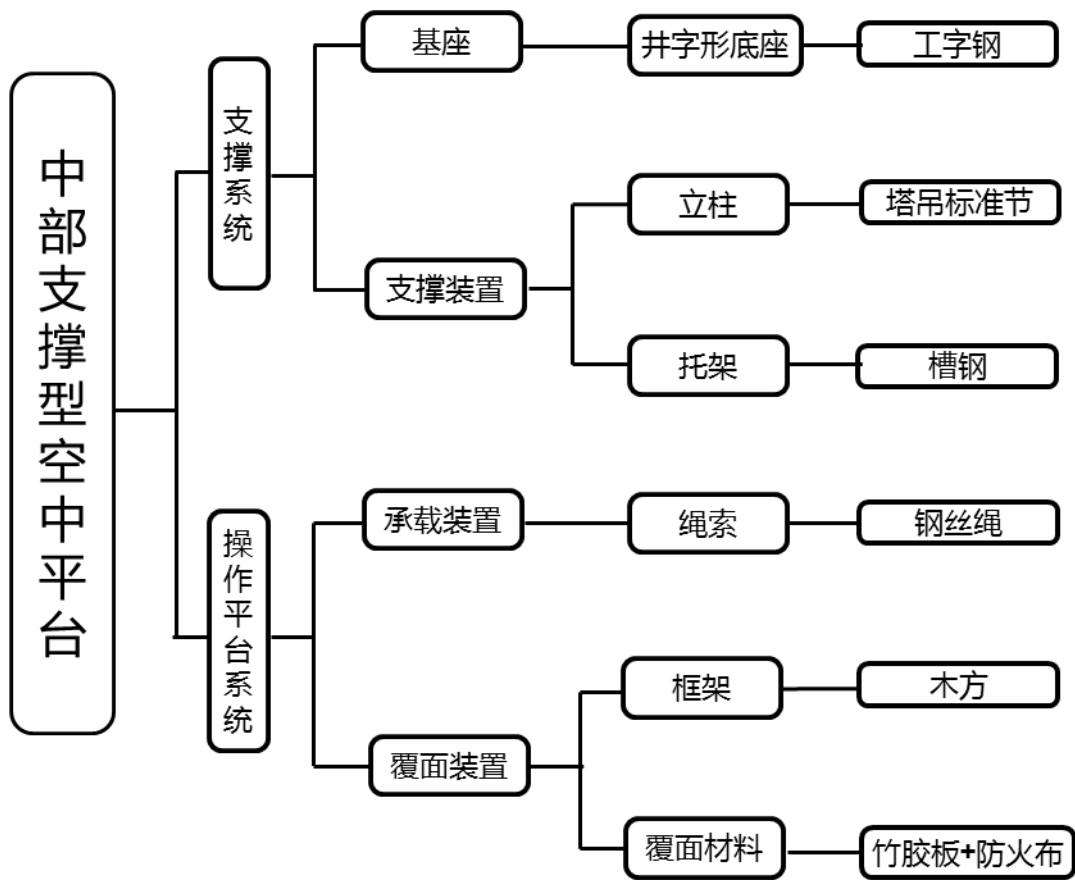 中部支撑型空中平台
支撑系统
基座
井字形底座
工字钢
支撑装置
立柱
塔吊标准节
托架
槽钢
操作平台系统
承载装置
绳索
钢丝绳
覆面装置
框架
木方
覆面材料
竹胶板+防火布